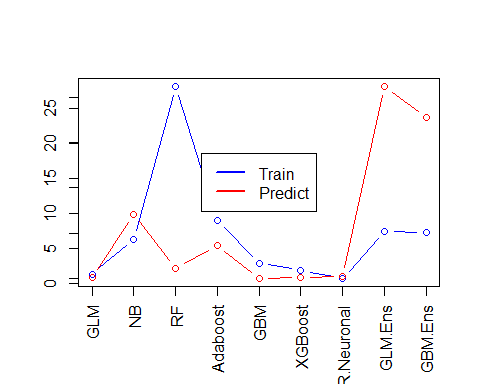 25
20
15
10
5
0
Train
Predict
GLM
NB
RF
Adaboost
GBM
XGBoost
R.Neuronal
GLM.Ens
GBM.Ens